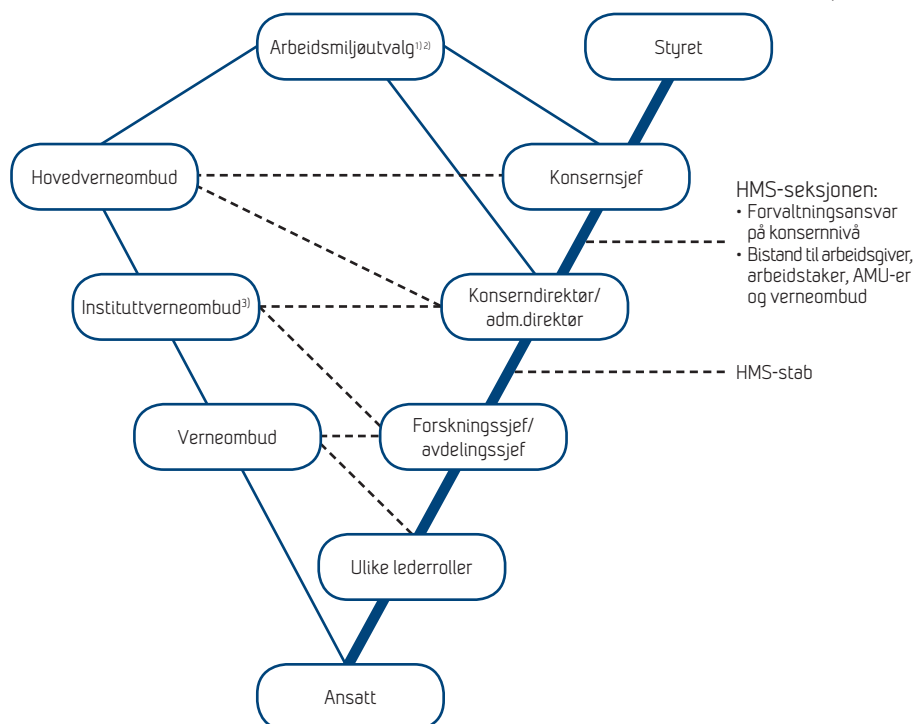 Arbeidsmiljøutvalg¹⁾ ²⁾
Styret
Hovedverneombud
Konsernsjef
HMS-seksjonen:
• Forvaltningsansvar
på konsernnivå
• Bistand til arbeidsgiver,
arbeidstaker, AMU-er
og verneombud
Instituttverneombud³⁾
Konserndirektør/
adm.direktør
HMS-stab
Verneombud
Forskningssjef/
avdelingssjef
Ulike lederroller
Ansatt